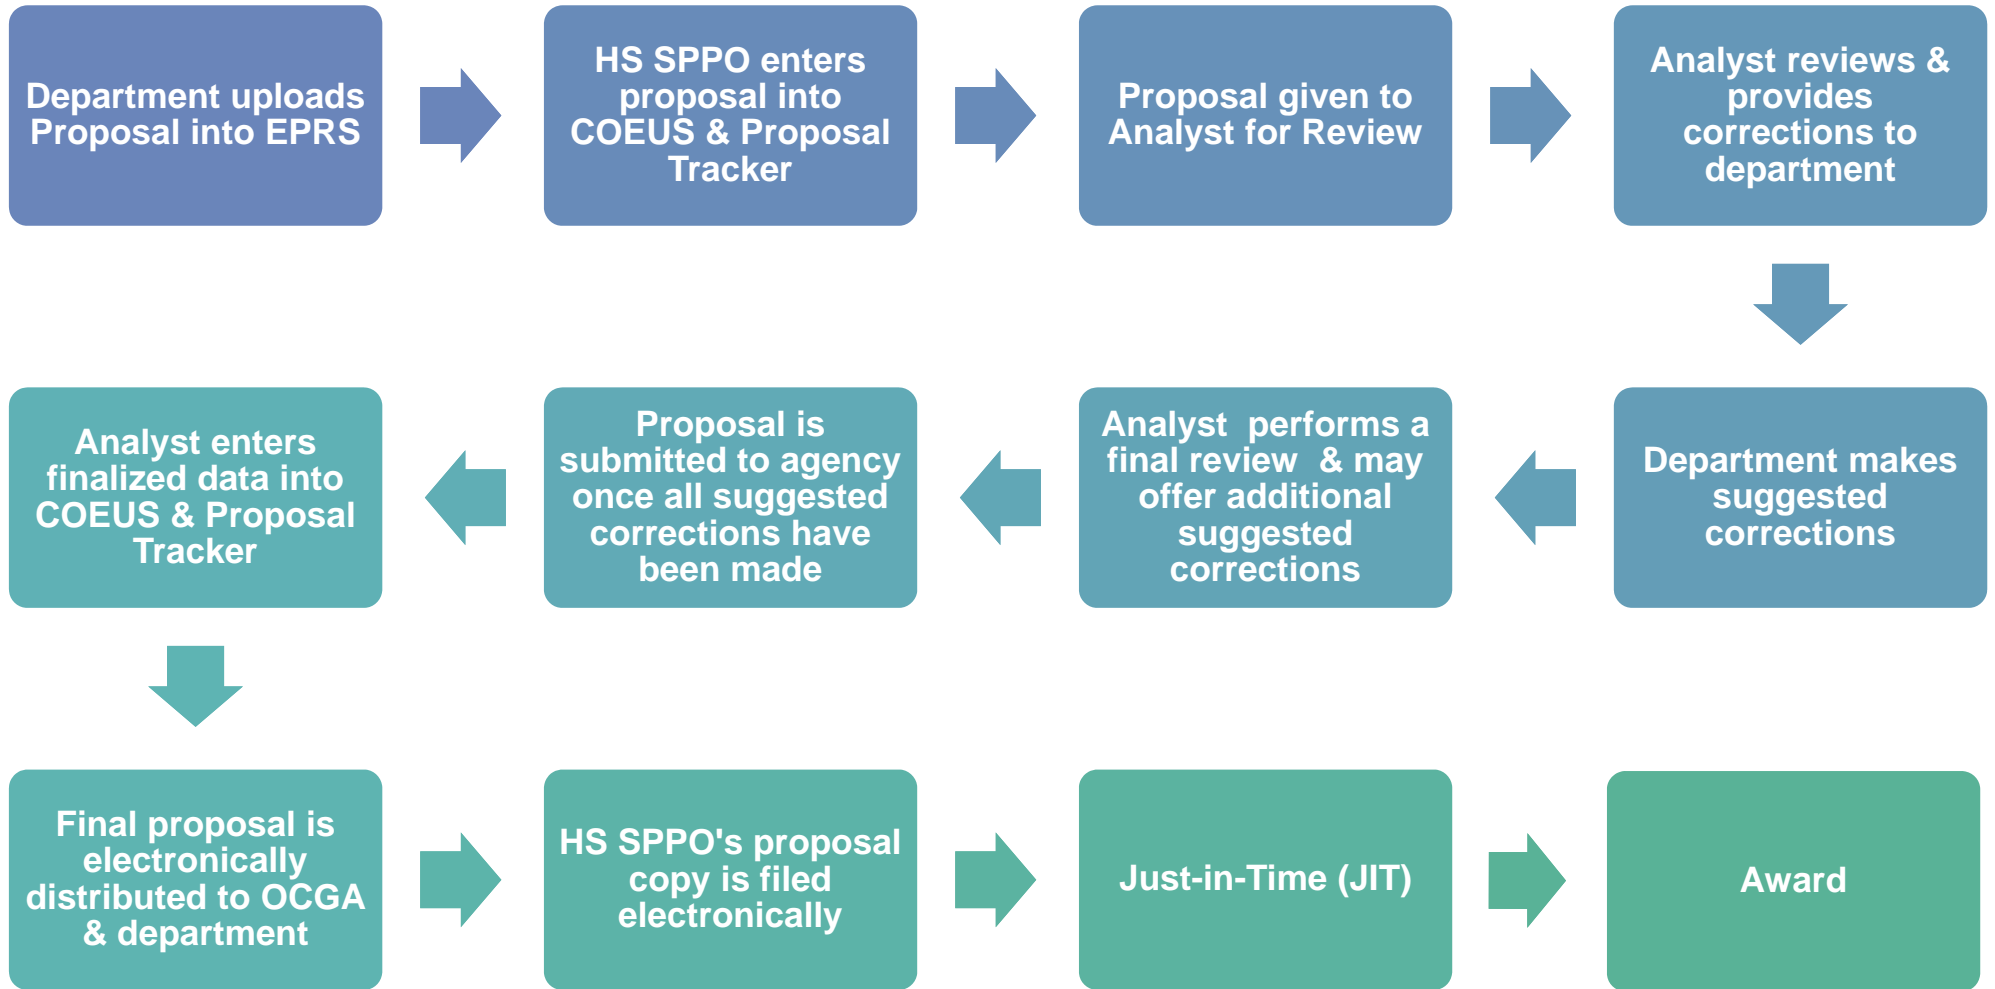 Department uploads
Proposal into EPRS
HS SPPO enters
proposal into
COEUS & Proposal
Tracker
Proposal given to
Analyst for Review
Analyst reviews &
provides
corrections to
department
Department makes
suggested
corrections
Analyst  performs a
final review  & may
offer additional
suggested
corrections
Proposal is
submitted to agency
once all suggested
corrections have
been made
Analyst enters
finalized data into
COEUS & Proposal
Tracker
Final proposal is
electronically
distributed to OCGA
& department
HS SPPO's proposal
copy is filed
electronically
Just-in-Time (JIT)
Award